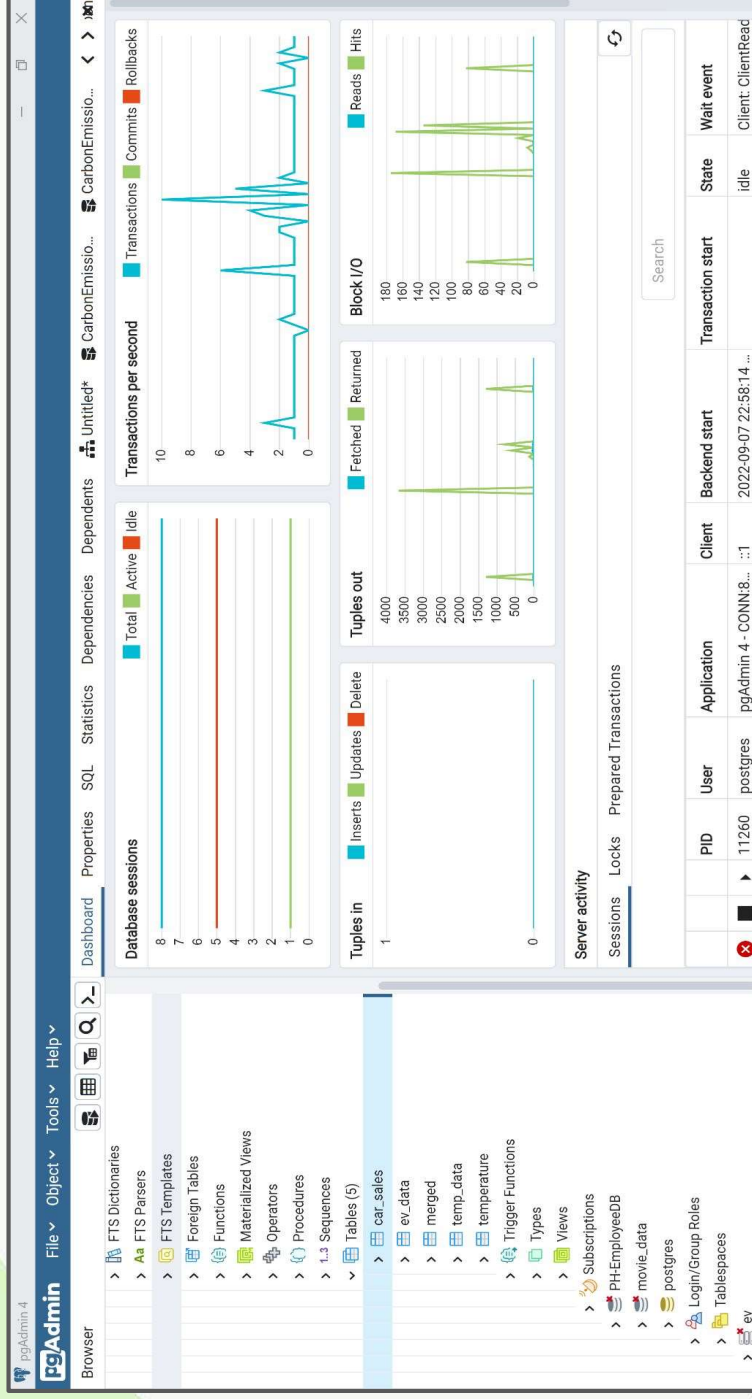 pgAdmin 4
pgAdmin File Object Tools Help
Browser
Dashboard Properties SQL Statistics Dependencies Dependents Untitled* CarbonEmissio... CarbonEmissio...
FTS Dictionaries
Aa FTS Parsers
FTS Templates
Foreign Tables
Functions
Materialized Views
Operators
Procedures
1..3 Sequences
Tables (5)
car_sales
ev_data
merged
temp_data
temperature
Trigger Functions
Types
Views
Subscriptions
PH-EmployeeDB
movie_data
postgres
Login/Group Roles
Tablespaces
ev
Database sessions
Total Active Idle
8
7
6
5
4
3
2
1
0
Transactions per second
Transactions Commits Rollbacks
10
8
6
4
2
0
Tuples in
Inserts Updates Delete
1
0
Tuples out
Fetched Returned
4000
3500
3000
2500
2000
1500
1000
500
0
Block I/O
Reads Hits
180
160
140
120
100
80
60
40
20
0
Server activity
Sessions Locks Prepared Transactions
Search
PID User Application Client Backend start Transaction start State Wait event
11260 postgres pgAdmin 4 - CONN:8... ::1 2022-09-07 22:58:14 ... idle Client: ClientRead